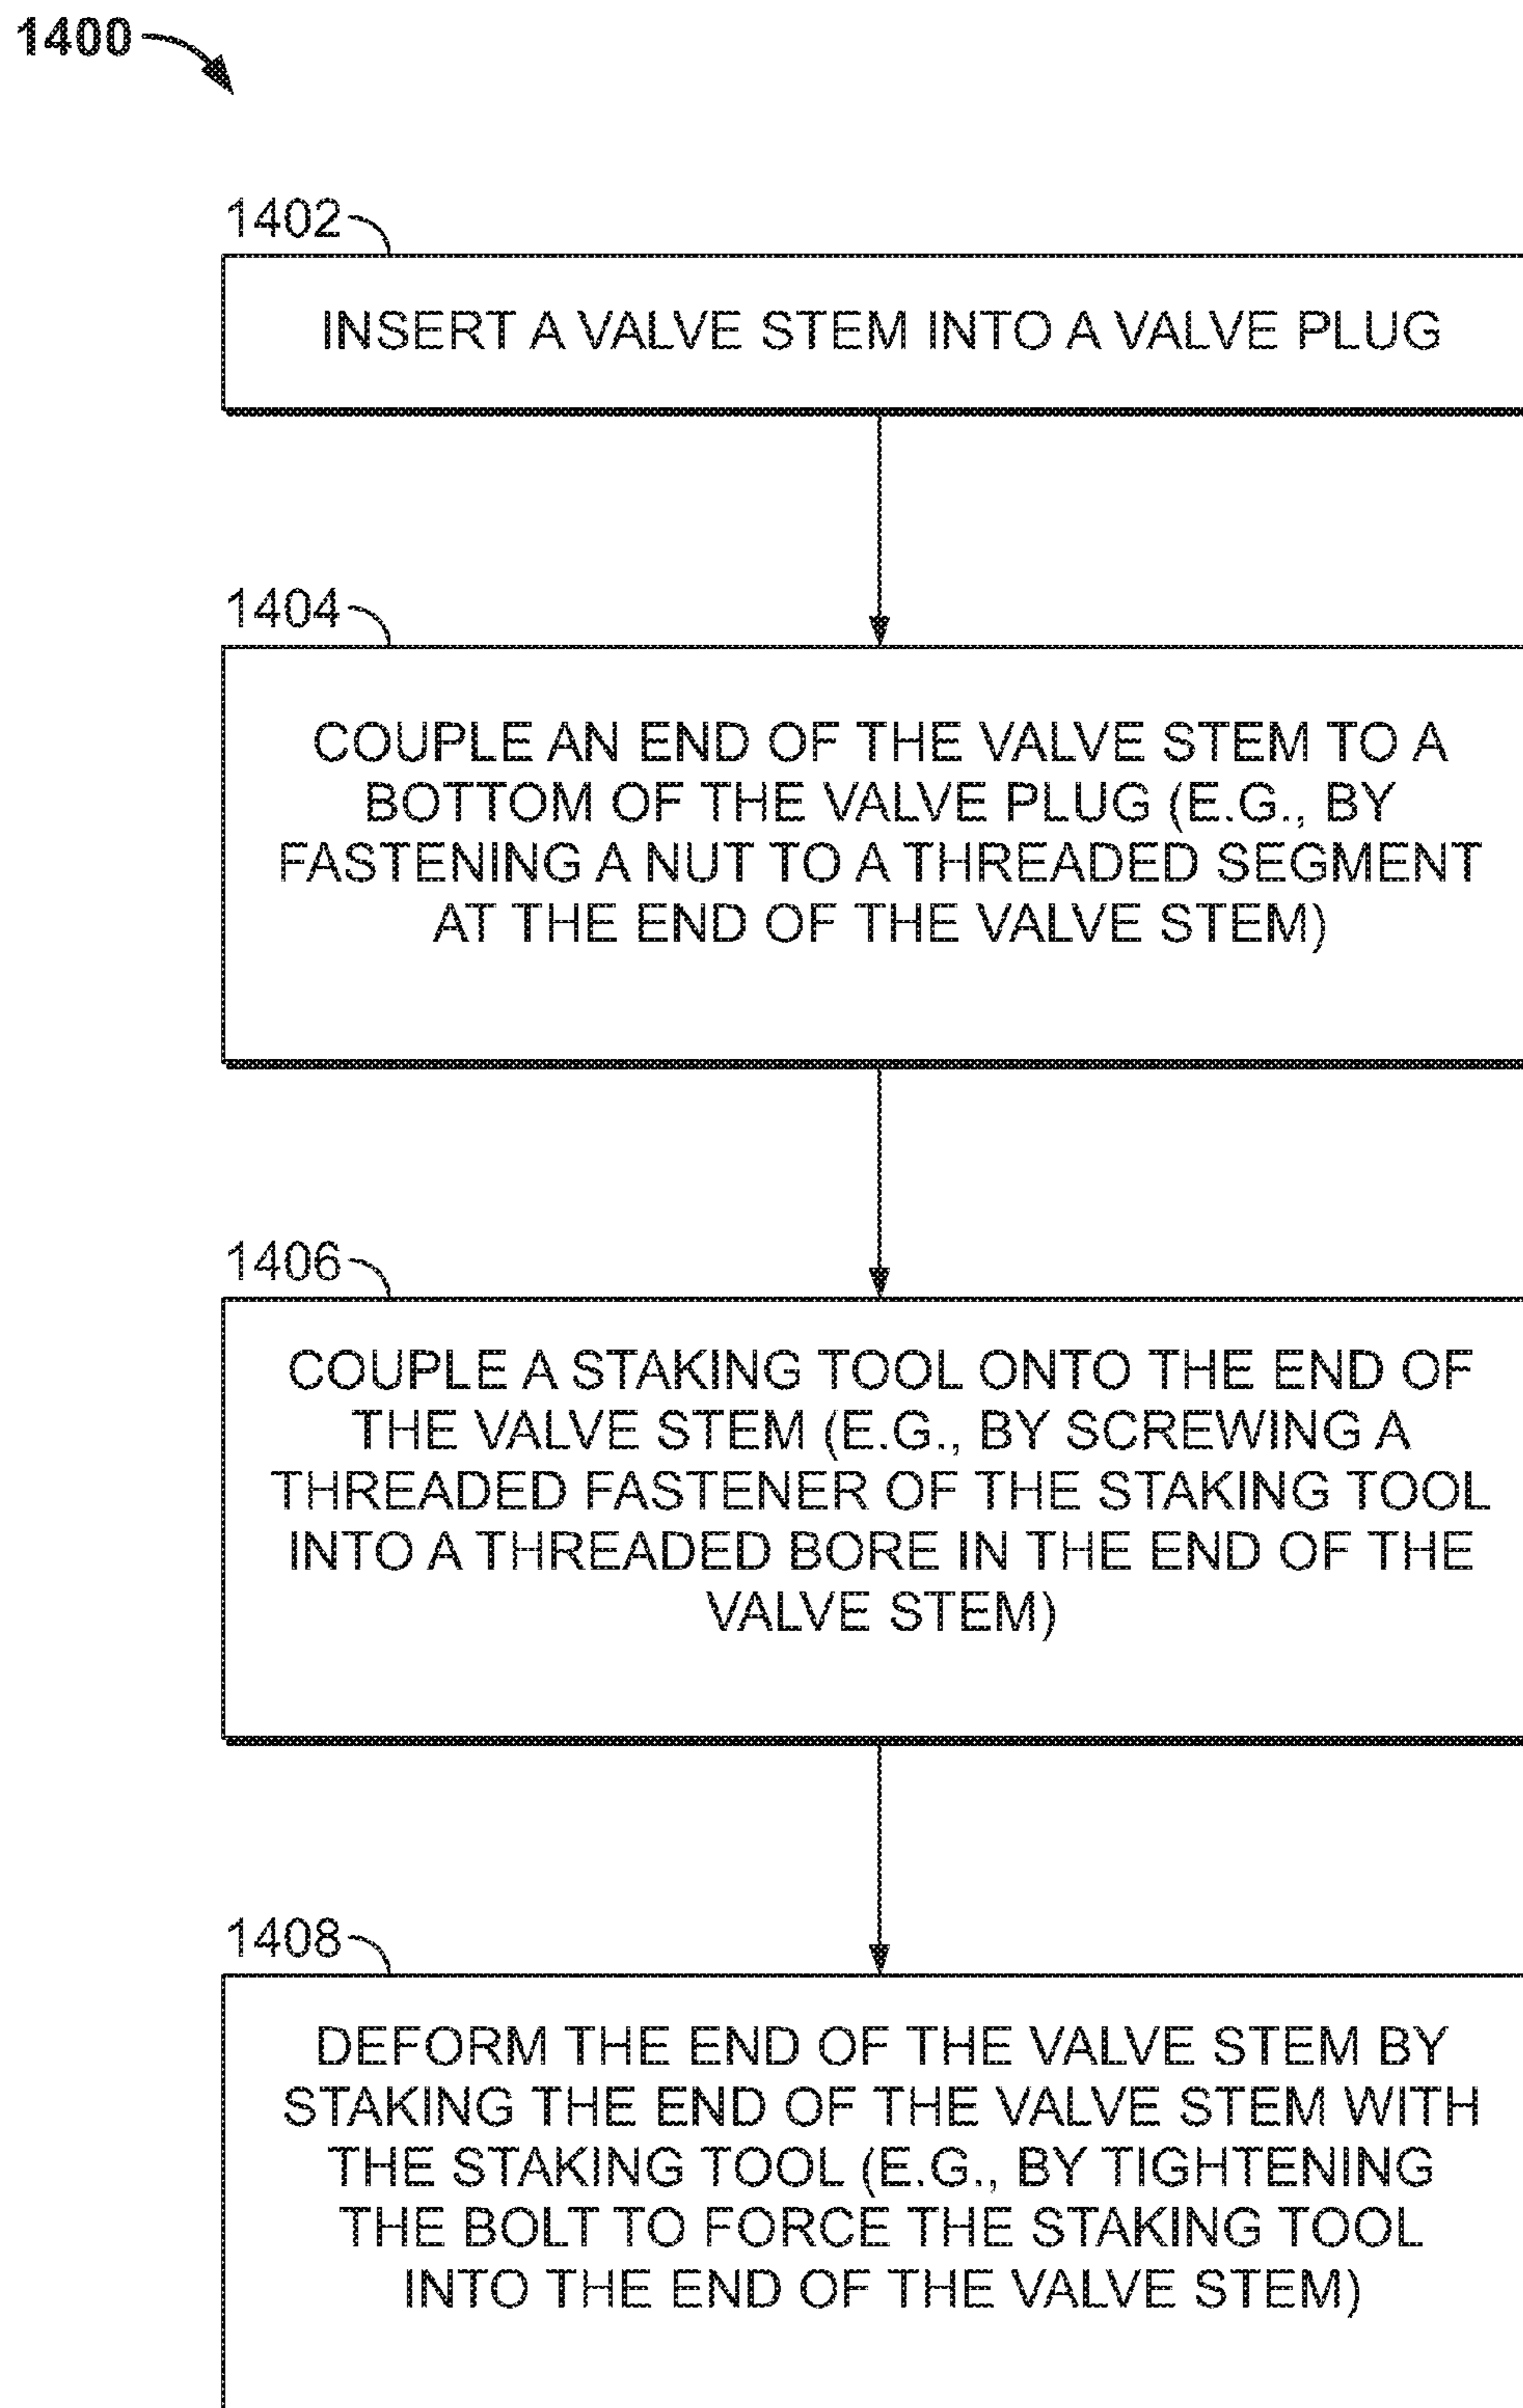 1400
1402
INSERT A VALVE STEM INTO A VALVE PLUG
1404
COUPLE AN END OF THE VALVE STEM TO A
BOTTOM OF THE VALVE PLUG (E.G., BY
FASTENING A NUT TO A THREADED SEGMENT
AT THE END OF THE VALVE STEM)
1406
COUPLE A STAKING TOOL ONTO THE END OF
THE VALVE STEM (E.G., BY SCREWING A
THREADED FASTENER OF THE STAKING TOOL
INTO A THREADED BORE IN THE END OF THE
VALVE STEM)
1408
DEFORM THE END OF THE VALVE STEM BY
STAKING THE END OF THE VALVE STEM WITH
THE STAKING TOOL (E.G., BY TIGHTENING
THE BOLT TO FORCE THE STAKING TOOL
INTO THE END OF THE VALVE STEM)